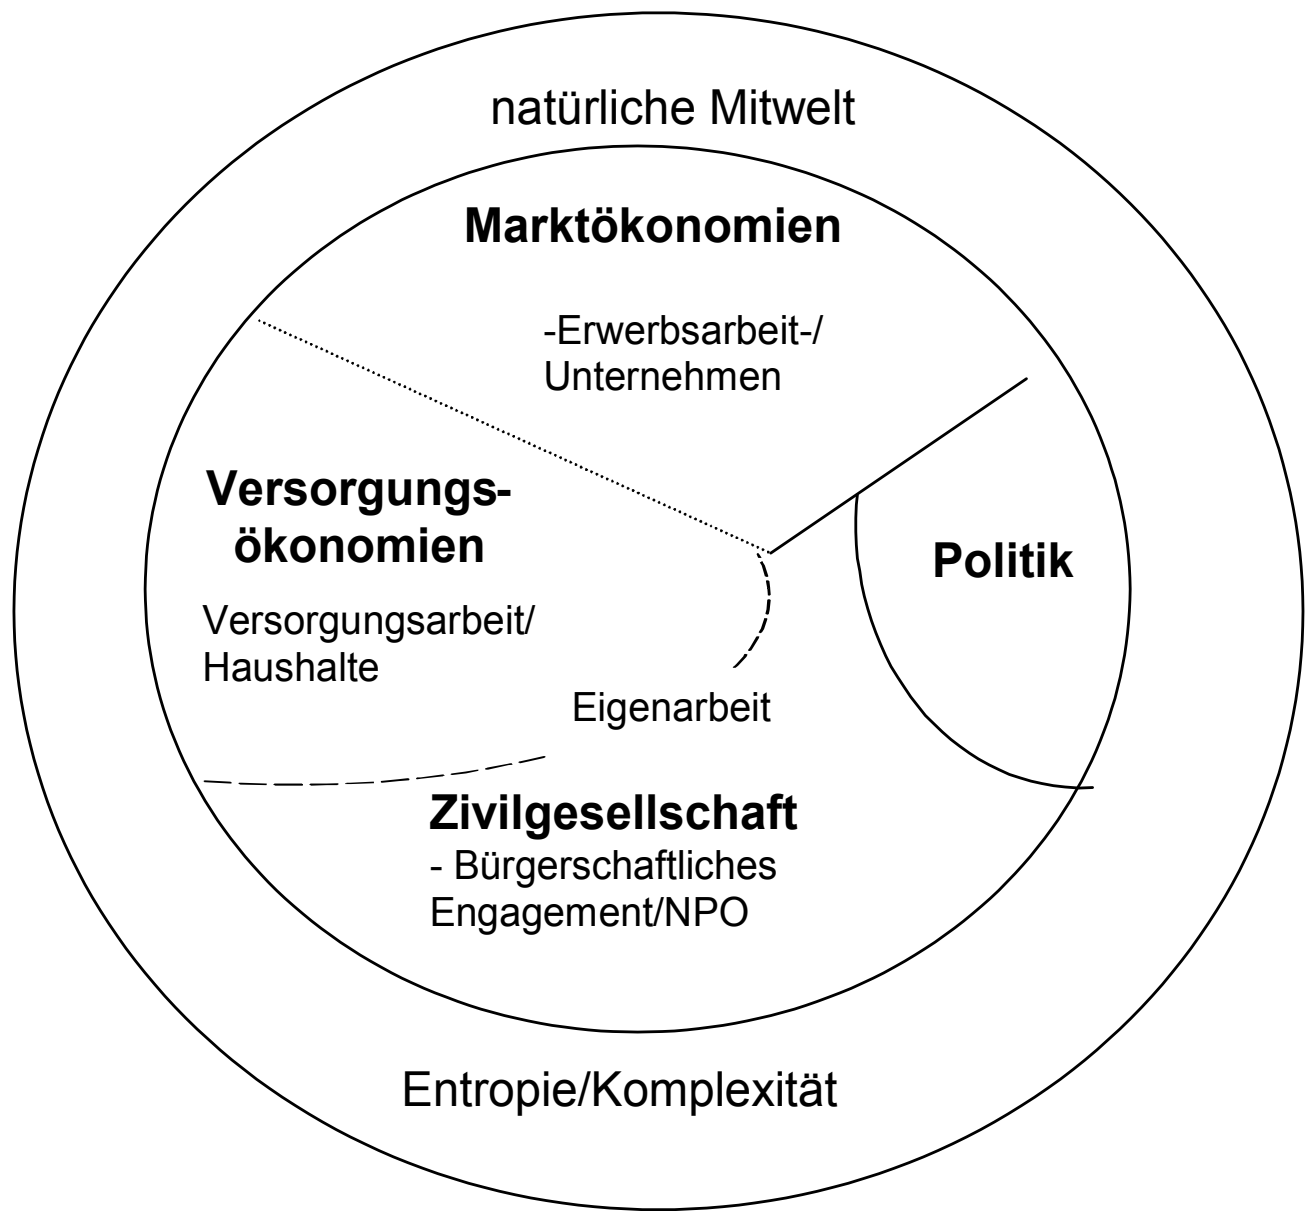 natürliche Mitwelt
Marktökonomien
-Erwerbsarbeit-/
Unternehmen
Versorgungs-
ökonomien
Politik
Versorgungsarbeit/
Haushalte
Eigenarbeit
Zivilgesellschaft
- Bürgerschaftliches
Engagement/NPO
Entropie/Komplexität